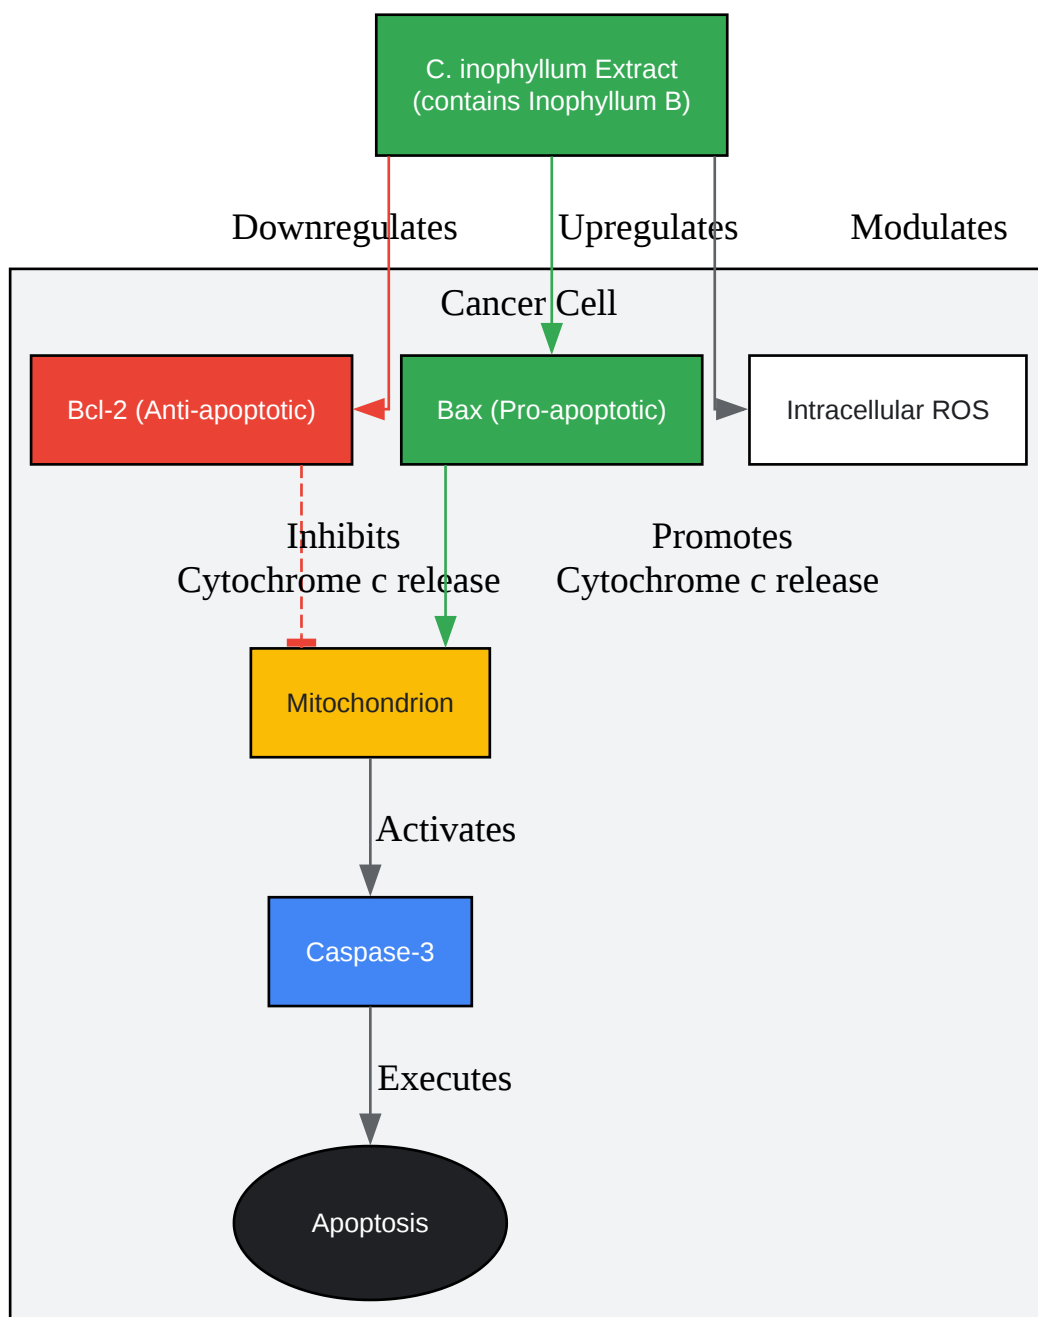 C. inophyllum Extract
(contains Inophyllum B)
Downregulates
Upregulates
Modulates
Cancer Cell
Bcl-2 (Anti-apoptotic)
Bax (Pro-apoptotic)
Intracellular ROS
Inhibits
Cytochrome c release
Promotes
Cytochrome c release
Mitochondrion
Activates
Caspase-3
Executes
Apoptosis